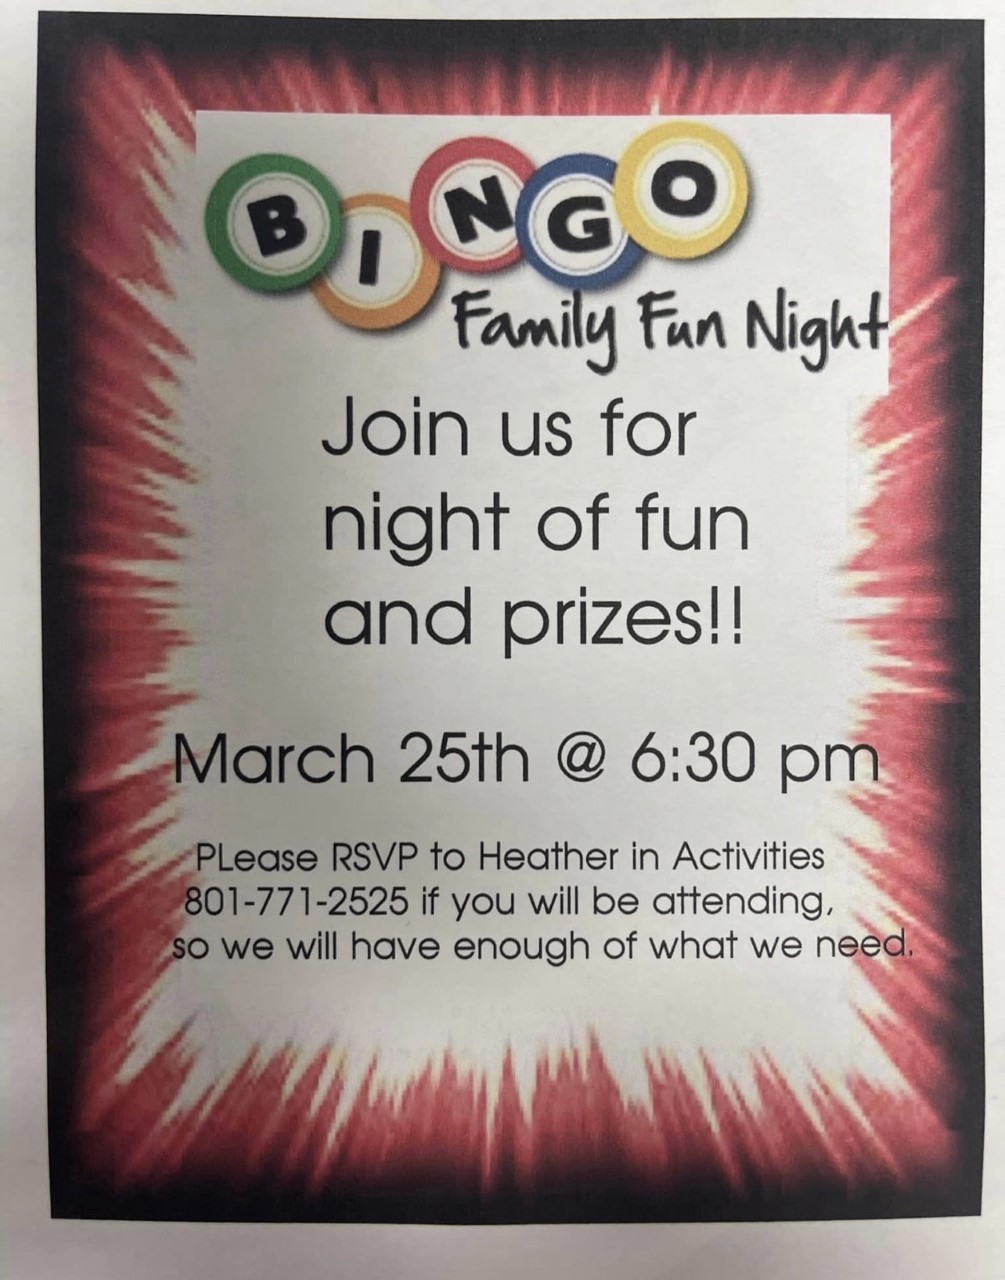 BINGO
Family Fun Night
Join us for
night of fun
and prizes!!
March 25th @ 6:30 pm
PLease RSVP to Heather in Activities
801-771-2525 if you will be attending,
so we will have enough of what we need.